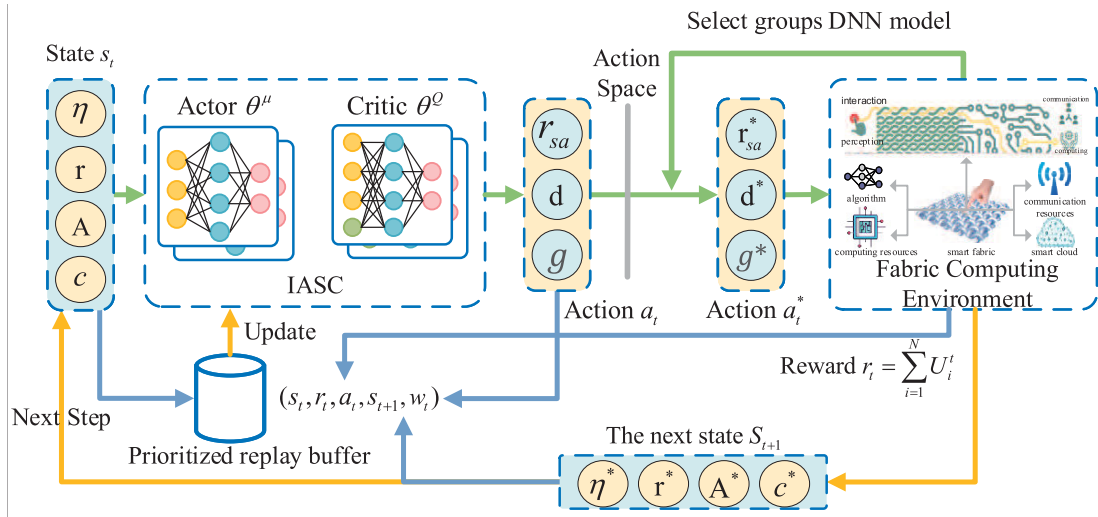 Select groups DNN model
State s_t
η
r
A
c
Actor θ^μ
Critic θ^Q
IASC
r_sa
d
g
Action
Space
r*_sa
d*
g*
interaction
perception
communication
computing
algorithm
computing resources
smart fabric
communication
resources
smart cloud
Fabric Computing
Environment
Action a_t
Action a_t^*
Update
Reward r_t = \sum_{i=1}^{N} U_i^t
(s_t, r_t, a_t, s_{t+1}, w_t)
Next Step
Prioritized replay buffer
The next state S_{t+1}
η*
r*
A*
c*